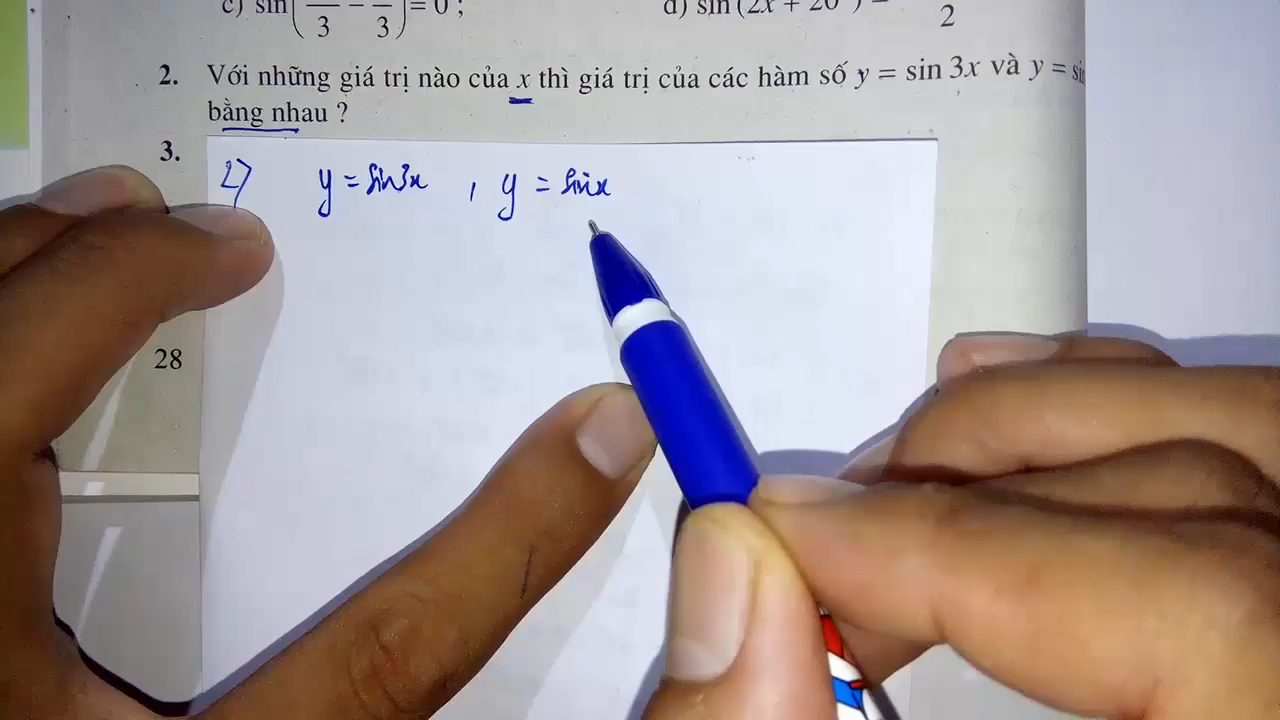 c) sin( /3 − /3) = 0 ;
d) sin (2x + 20 ) = /2
2. Với những giá trị nào của x thì giá trị của các hàm số y = sin 3x và y =
bằng nhau ?
3.
2) y = sin3x , y = sinx
28